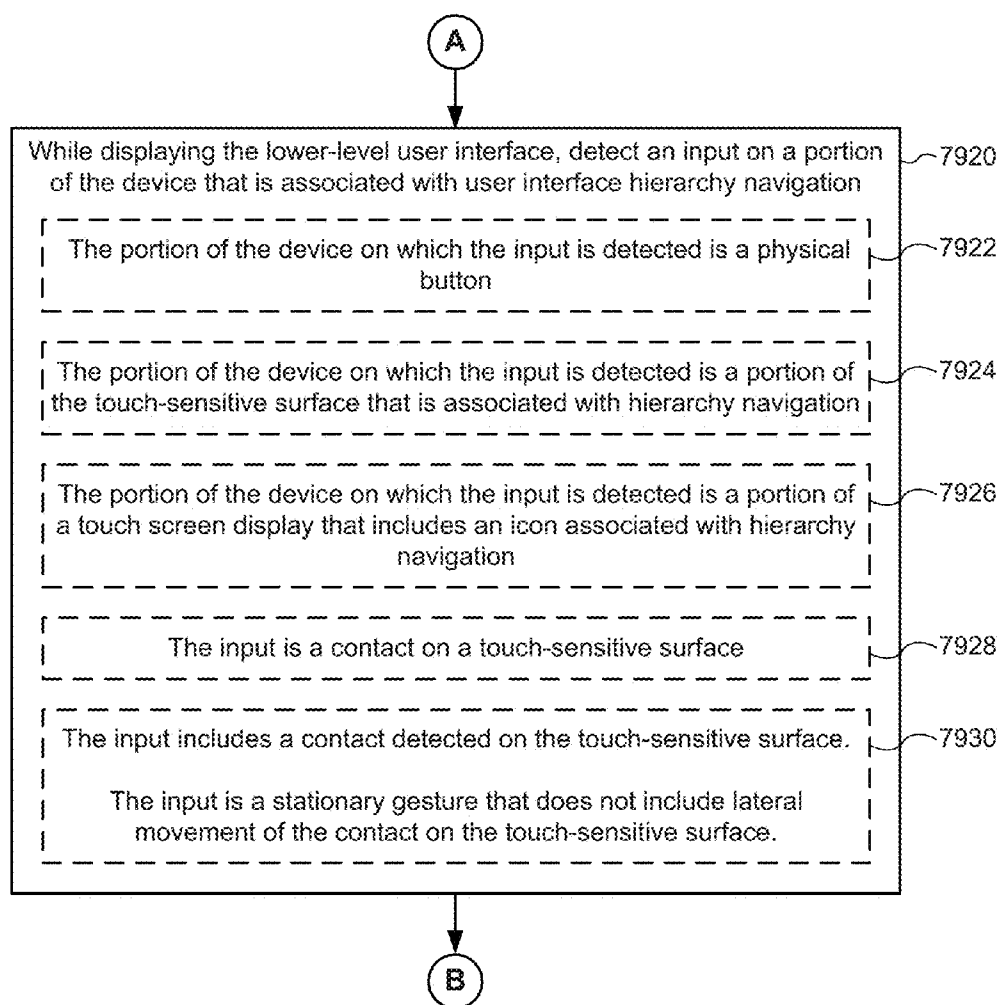 A
While displaying the lower-level user interface, detect an input on a portion
of the device that is associated with user interface hierarchy navigation
7920
The portion of the device on which the input is detected is a physical
button
7922
The portion of the device on which the input is detected is a portion of
the touch-sensitive surface that is associated with hierarchy navigation
7924
The portion of the device on which the input is detected is a portion of
a touch screen display that includes an icon associated with hierarchy
navigation
7926
The input is a contact on a touch-sensitive surface
7928
The input includes a contact detected on the touch-sensitive surface.
7930
The input is a stationary gesture that does not include lateral
movement of the contact on the touch-sensitive surface.
B